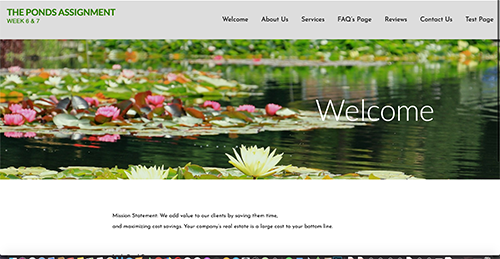 THE PONDS ASSIGNMENT
WEEK 6 & 7
Welcome About Us Services FAQ's Page Reviews Contact Us Test Page
Welcome
Mission Statement: We add value to our clients by saving them time,
and maximizing cost savings. Your company's real estate is a large cost to your bottom line.